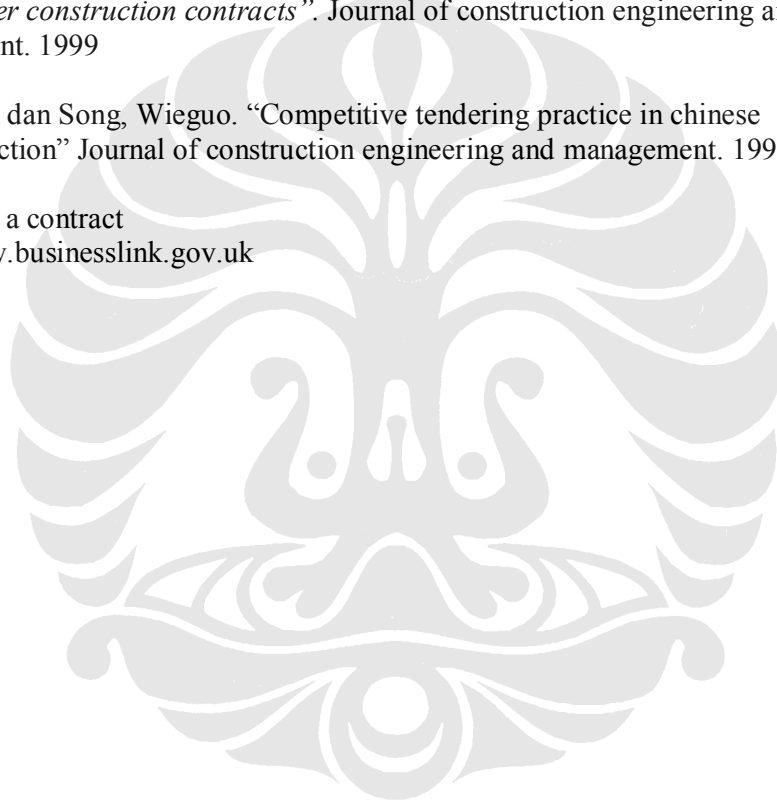 er construction contracts”. Journal of construction engineering a
nt. 1999
dan Song, Wieguo. “Competitive tendering practice in chinese
ction” Journal of construction engineering and management. 199
a contract
.businesslink.gov.uk